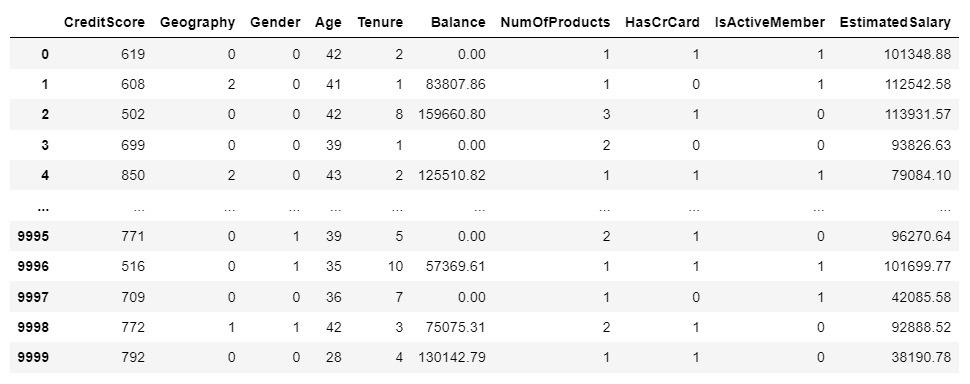 CreditScore Geography Gender Age Tenure Balance NumOfProducts HasCrCard IsActiveMember EstimatedSalary
0 619 0 0 42 2 0.00 1 1 1 101348.88
1 608 2 0 41 1 83807.86 1 0 1 112542.58
2 502 0 0 42 8 159660.80 3 1 0 113931.57
3 699 0 0 39 1 0.00 2 0 0 93826.63
4 850 2 0 43 2 125510.82 1 1 1 79084.10
... ... ... ... ... ... ... ... ... ... ...
9995 771 0 1 39 5 0.00 2 1 0 96270.64
9996 516 0 1 35 10 57369.61 1 1 1 101699.77
9997 709 0 0 36 7 0.00 1 0 1 42085.58
9998 772 1 1 42 3 75075.31 2 1 0 92888.52
9999 792 0 0 28 4 130142.79 1 1 0 38190.78